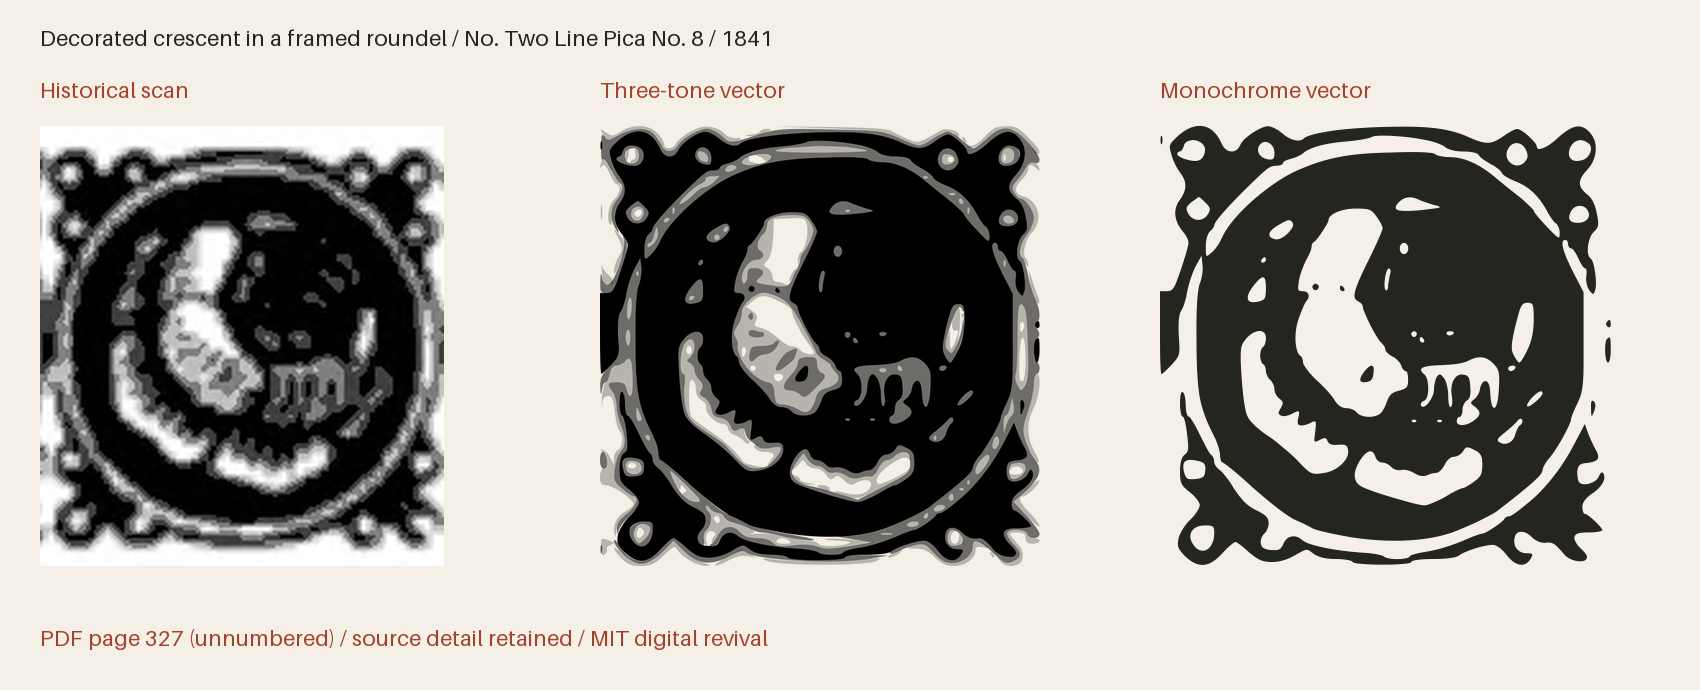 Decorated crescent in a framed roundel / No. Two Line Pica No. 8 / 1841
Historical scan
Three-tone vector
Monochrome vector
PDF page 327 (unnumbered) / source detail retained / MIT digital revival